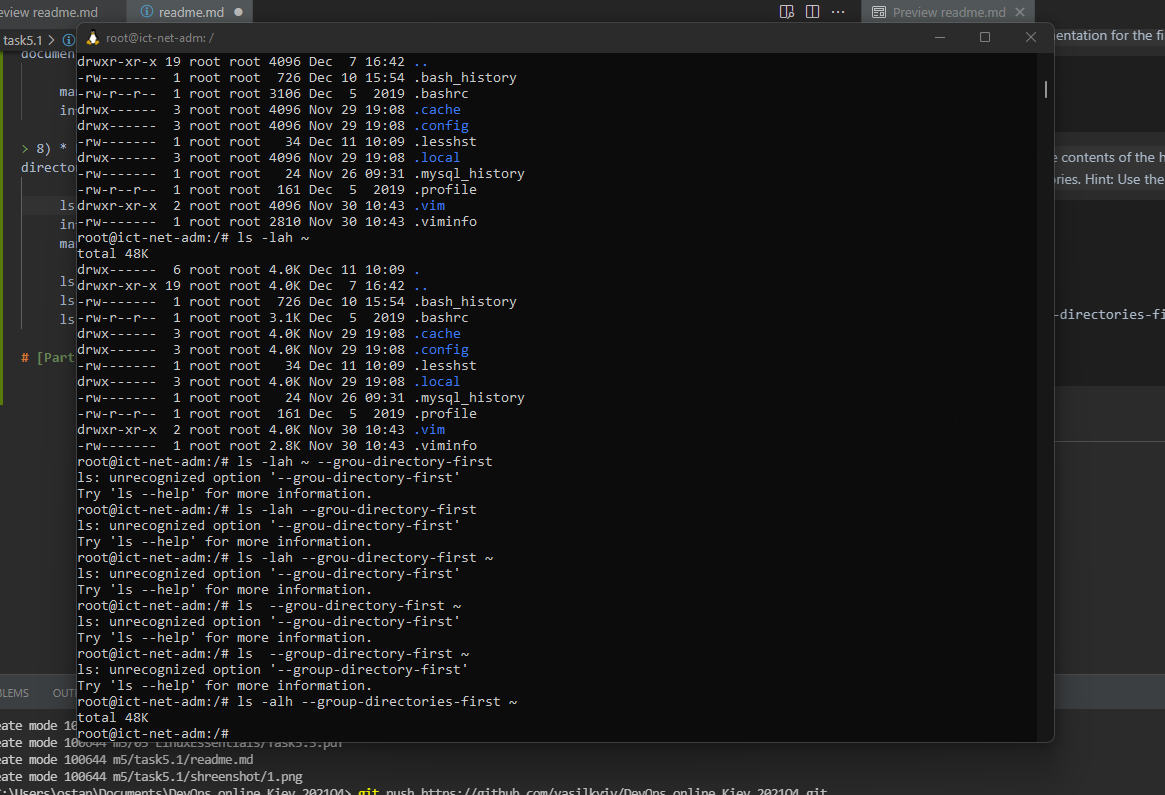 eview readme.md
readme.md
Preview readme.md
task5.1 >
root@ict-net-adm: /
entation for the fi
documen
drwxr-xr-x 19 root root 4096 Dec  7 16:42 ..
-rw-------  1 root root  726 Dec 10 15:54 .bash_history
ma
-rw-r--r--  1 root root 3106 Dec  5  2019 .bashrc
in
drwx------  3 root root 4096 Nov 29 19:08 .cache
drwx------  3 root root 4096 Nov 29 19:08 .config
-rw-------  1 root root   34 Dec 11 10:09 .lesshst
> 8) *
drwx------  3 root root 4096 Nov 29 19:08 .local
e contents of the h
directo
-rw-------  1 root root   24 Nov 26 09:31 .mysql_history
ries. Hint: Use the
-rw-r--r--  1 root root  161 Dec  5  2019 .profile
ls
drwxr-xr-x  2 root root 4096 Nov 30 10:43 .vim
in
-rw-------  1 root root 2810 Nov 30 10:43 .viminfo
ma
root@ict-net-adm:/# ls -lah ~
total 48K
drwx------  6 root root 4.0K Dec 11 10:09 .
ls
drwxr-xr-x 19 root root 4.0K Dec  7 16:42 ..
ls
-rw-------  1 root root  726 Dec 10 15:54 .bash_history
ls
-rw-r--r--  1 root root 3.1K Dec  5  2019 .bashrc
-directories-fi
drwx------  3 root root 4.0K Nov 29 19:08 .cache
# [Part
drwx------  3 root root 4.0K Nov 29 19:08 .config
-rw-------  1 root root   34 Dec 11 10:09 .lesshst
drwx------  3 root root 4.0K Nov 29 19:08 .local
-rw-------  1 root root   24 Nov 26 09:31 .mysql_history
-rw-r--r--  1 root root  161 Dec  5  2019 .profile
drwxr-xr-x  2 root root 4.0K Nov 30 10:43 .vim
-rw-------  1 root root 2.8K Nov 30 10:43 .viminfo
root@ict-net-adm:/# ls -lah ~ --grou-directory-first
ls: unrecognized option '--grou-directory-first'
Try 'ls --help' for more information.
root@ict-net-adm:/# ls -lah --grou-directory-first
ls: unrecognized option '--grou-directory-first'
Try 'ls --help' for more information.
root@ict-net-adm:/# ls -lah --grou-directory-first ~
ls: unrecognized option '--grou-directory-first'
Try 'ls --help' for more information.
root@ict-net-adm:/# ls  --grou-directory-first ~
ls: unrecognized option '--grou-directory-first'
Try 'ls --help' for more information.
root@ict-net-adm:/# ls  --group-directory-first ~
ls: unrecognized option '--group-directory-first'
Try 'ls --help' for more information.
root@ict-net-adm:/# ls -alh --group-directories-first ~
total 48K
root@ict-net-adm:/#
BLEMS
OUT
eate mode 10
eate mode 100644 m5/05 LinuxEssentials/Task5.3.pdf
eate mode 100644 m5/task5.1/readme.md
eate mode 100644 m5/task5.1/shreenshot/1.png
:\Users\ostap\Documents\DevOps_online_Kiev_2021Q4> git push https://github.com/vasilkviv/DevOps_online_Kiev_2021Q4.git